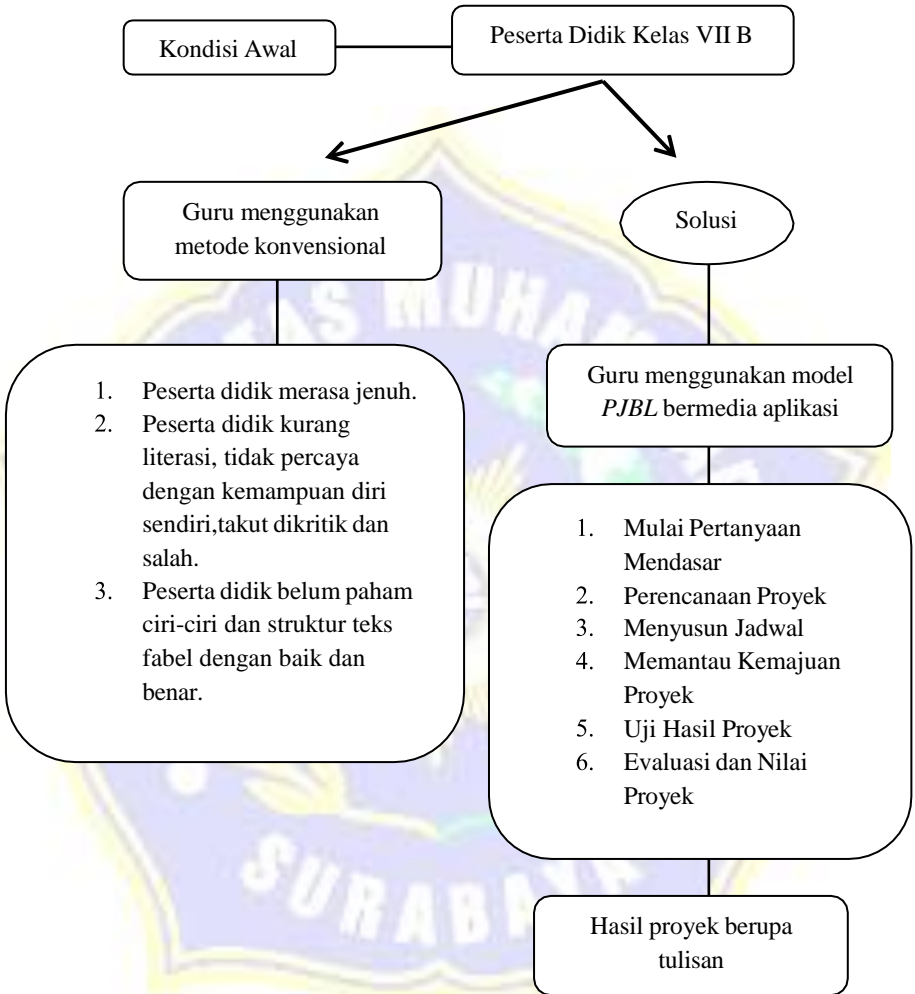 Kondisi Awal
Peserta Didik Kelas VII B
Guru menggunakan
metode konvensional
Solusi
1. Peserta didik merasa jenuh.
2. Peserta didik kurang
literasi, tidak percaya
dengan kemampuan diri
sendiri,takut dikritik dan
salah.
3. Peserta didik belum paham
ciri-ciri dan struktur teks
fabel dengan baik dan
benar.
Guru menggunakan model
PJBL bermedia aplikasi
1. Mulai Pertanyaan
Mendasar
2. Perencanaan Proyek
3. Menyusun Jadwal
4. Memantau Kemajuan
Proyek
5. Uji Hasil Proyek
6. Evaluasi dan Nilai
Proyek
Hasil proyek berupa
tulisan
SURABAYA